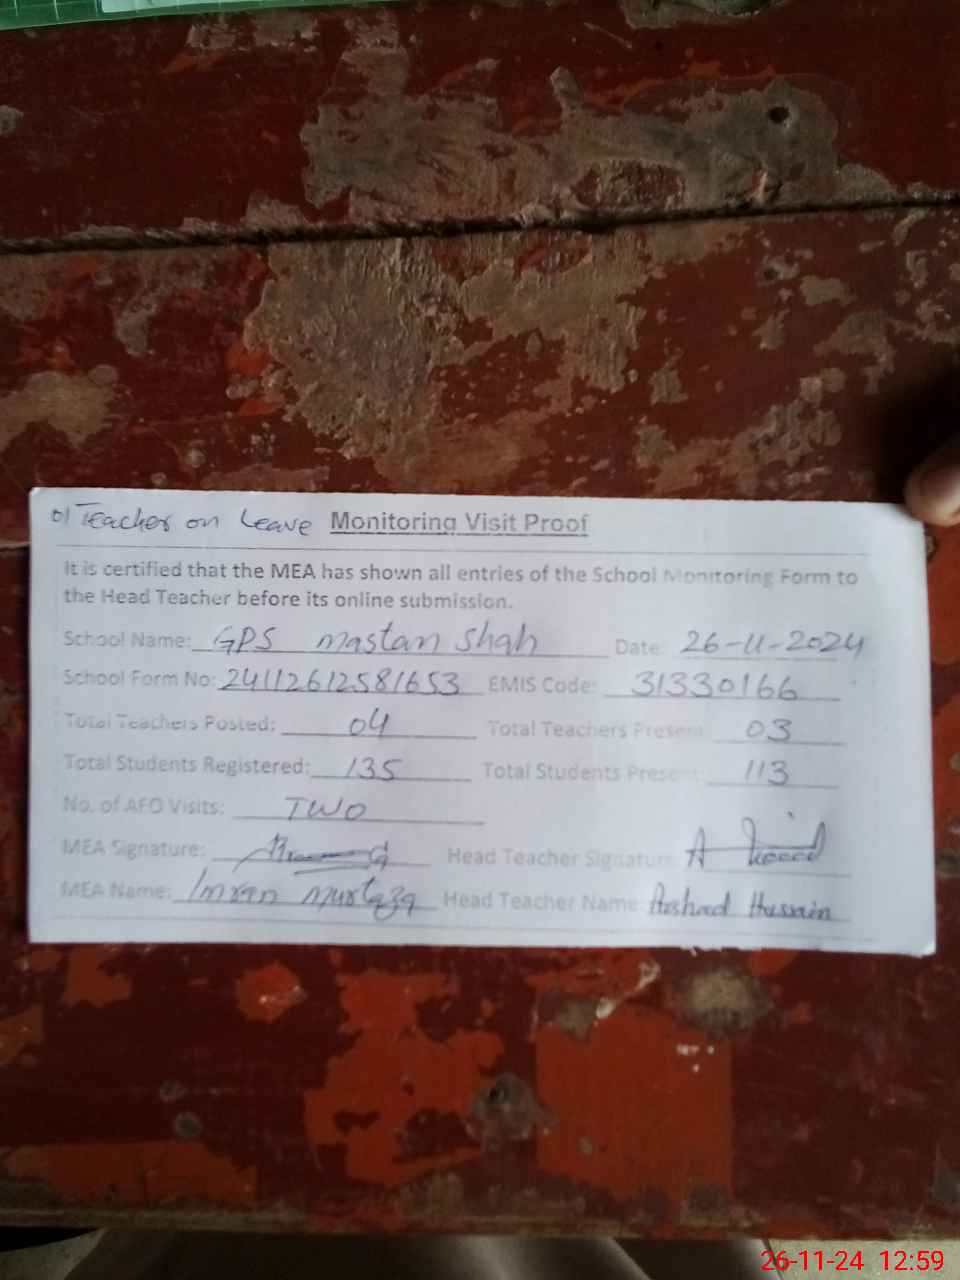 01 Teacher on Leave Monitoring Visit Proof
It is certified that the MEA has shown all entries of the School Monitoring Form to
the Head Teacher before its online submission.
School Name: GPS Mastan Shah Date: 26-11-2024
School Form No: 24112612581653 EMIS Code: 31330166
Total Teachers Posted: 04 Total Teachers Present: 03
Total Students Registered: 135 Total Students Present: 113
No. of AEO Visits: TWO
MEA Signature: Head Teacher Signature: A
MEA Name: Imran Murtaza Head Teacher Name: Arshad Hussain
26-11-24 12:59